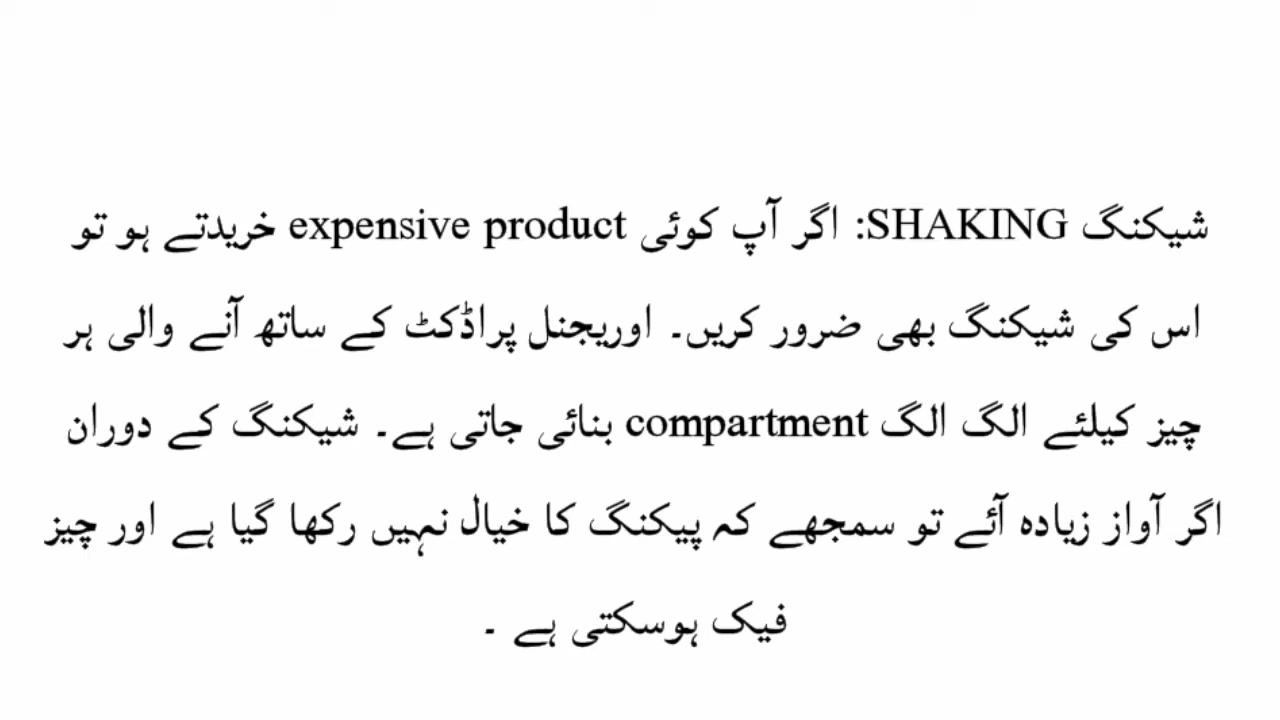 شیکنگ SHAKING: اگر آپ کوئی expensive product خریدتے ہو تو
اس کی شیکنگ بھی ضرور کریں۔ اوریجنل پراڈکٹ کے ساتھ آنے والی ہر
چیز کیلئے الگ الگ compartment بنائی جاتی ہے۔ شیکنگ کے دوران
اگر آواز زیادہ آئے تو سمجھے کہ پیکنگ کا خیال نہیں رکھا گیا ہے اور چیز
فیک ہوسکتی ہے ۔